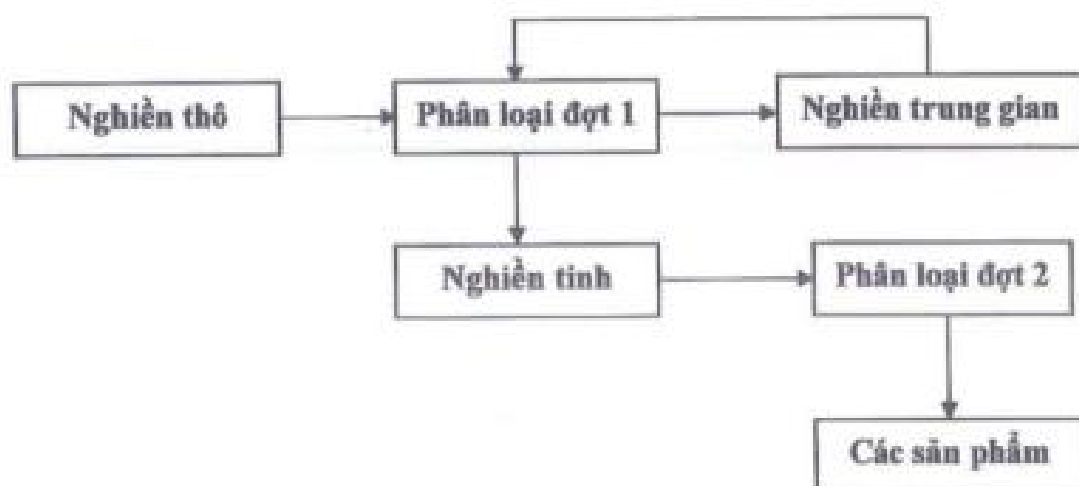 Nghiền thô
Phân loại đợt 1
Nghiền trung gian
Nghiền tinh
Phân loại đợt 2
Các sản phẩm